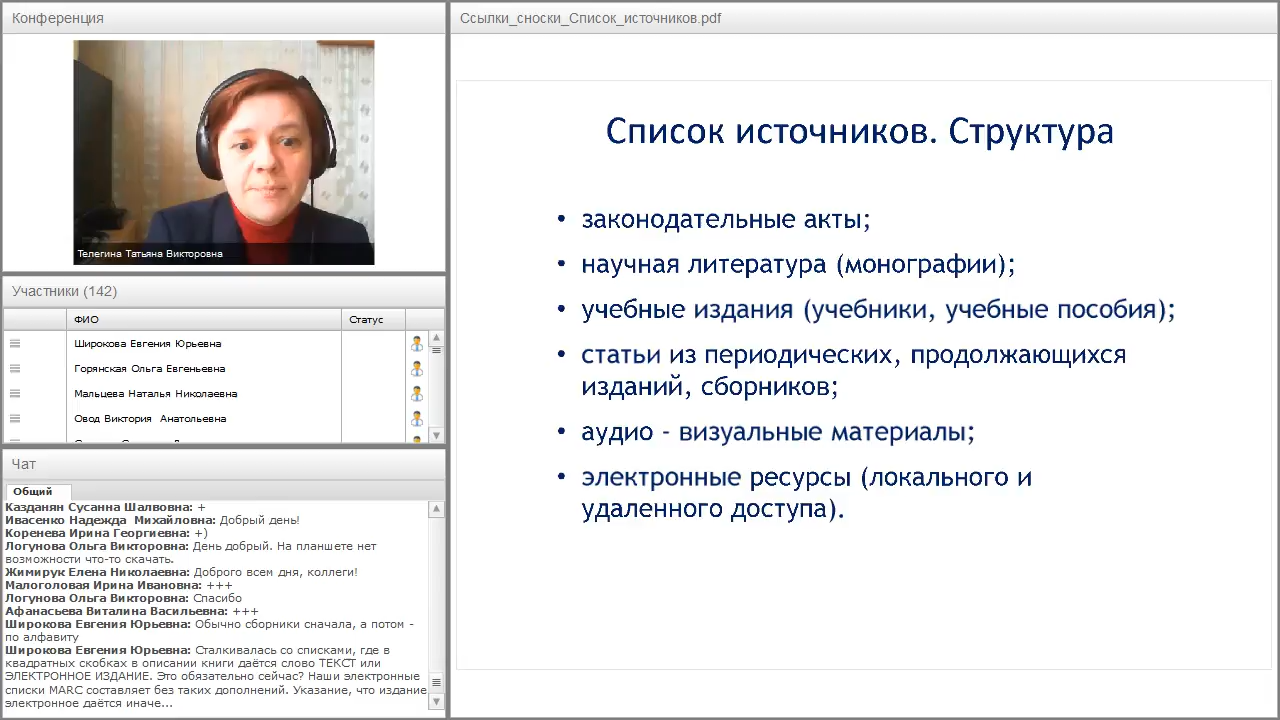 Конференция
Телегина Татьяна Викторовна
Участники (142)
ФИО
Статус
Широкова Евгения Юрьевна
Горянская Ольга Евгеньевна
Мальцева Наталья Николаевна
Овод Виктория Анатольевна
Чат
Общий
Казданян Сусанна Шалвовна: +
Ивасенко Надежда Михайловна: Добрый день!
Коренева Ирина Георгиевна: +)
Логунова Ольга Викторовна: День добрый. На планшете нет
возможности что-то скачать.
Жимирук Елена Николаевна: Доброго всем дня, коллеги!
Малоголовая Ирина Ивановна: +++
Логунова Ольга Викторовна: Спасибо
Афанасьева Виталина Васильевна: +++
Широкова Евгения Юрьевна: Обычно сборники сначала, а потом -
по алфавиту
Широкова Евгения Юрьевна: Сталкивалась со списками, где в
квадратных скобках в описании книги даётся слово ТЕКСТ или
ЭЛЕКТРОННОЕ ИЗДАНИЕ. Это обязательно сейчас? Наши электронные
списки MARC составляет без таких дополнений. Указание, что издание
электронное даётся иначе...
Ссылки_сноски_Список_источников.pdf
Список источников. Структура
• законодательные акты;
• научная литература (монографии);
• учебные издания (учебники, учебные пособия);
• статьи из периодических, продолжающихся
изданий, сборников;
• аудио - визуальные материалы;
• электронные ресурсы (локального и
удаленного доступа).